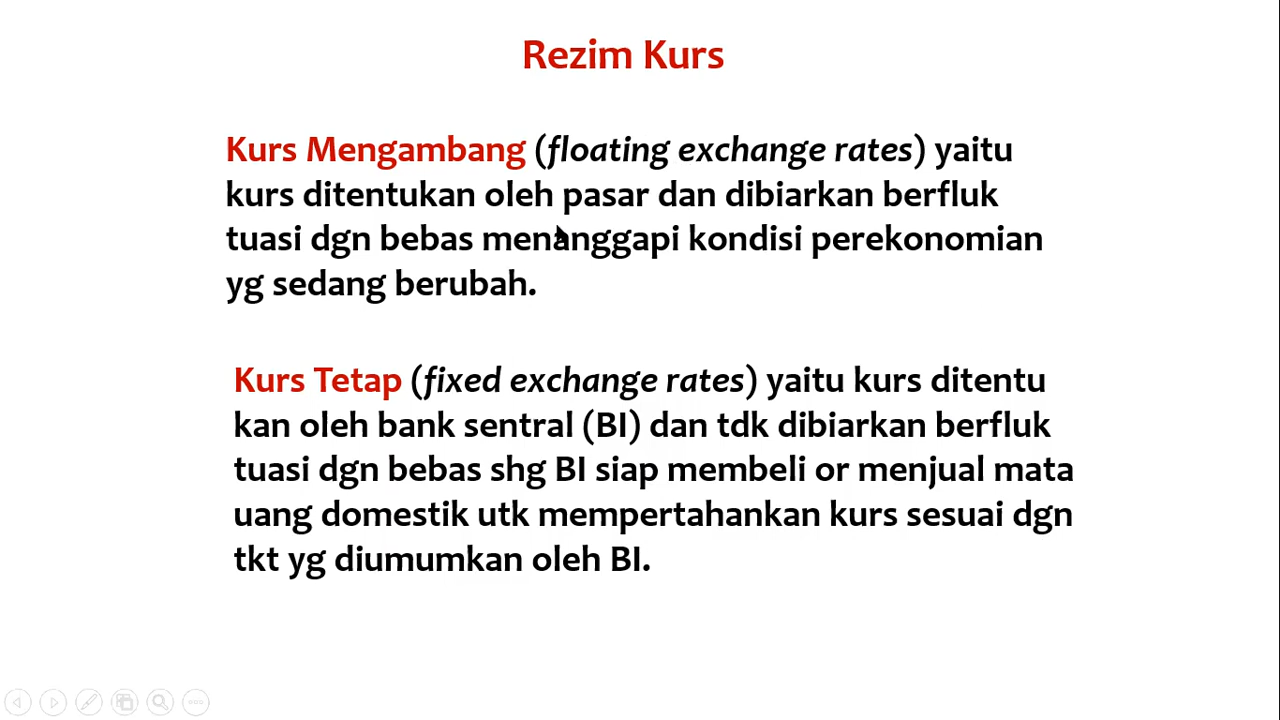 Rezim Kurs
Kurs Mengambang (floating exchange rates) yaitu
kurs ditentukan oleh pasar dan dibiarkan berfluk
tuasi dgn bebas menanggapi kondisi perekonomian
yg sedang berubah.
Kurs Tetap (fixed exchange rates) yaitu kurs ditentu
kan oleh bank sentral (BI) dan tdk dibiarkan berfluk
tuasi dgn bebas shg BI siap membeli or menjual mata
uang domestik utk mempertahankan kurs sesuai dgn
tkt yg diumumkan oleh BI.